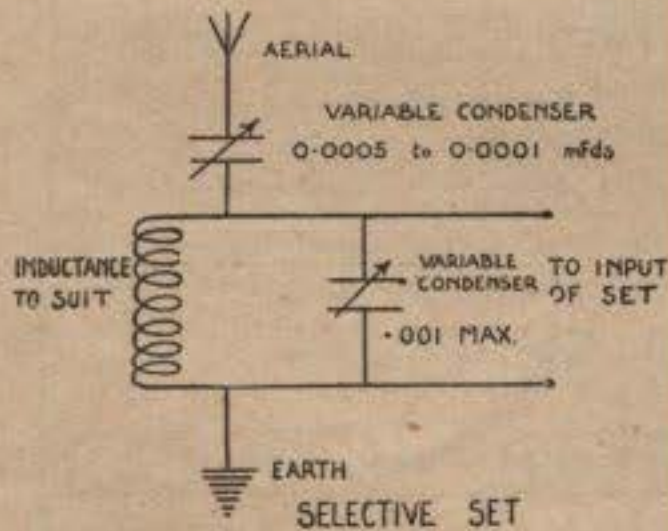 AERIAL
VARIABLE CONDENSER
0.0005 to 0.0001 mfds
INDUCTANCE
TO SUIT
VARIABLE
CONDENSER
.001 MAX.
TO INPUT
OF SET
EARTH
SELECTIVE SET